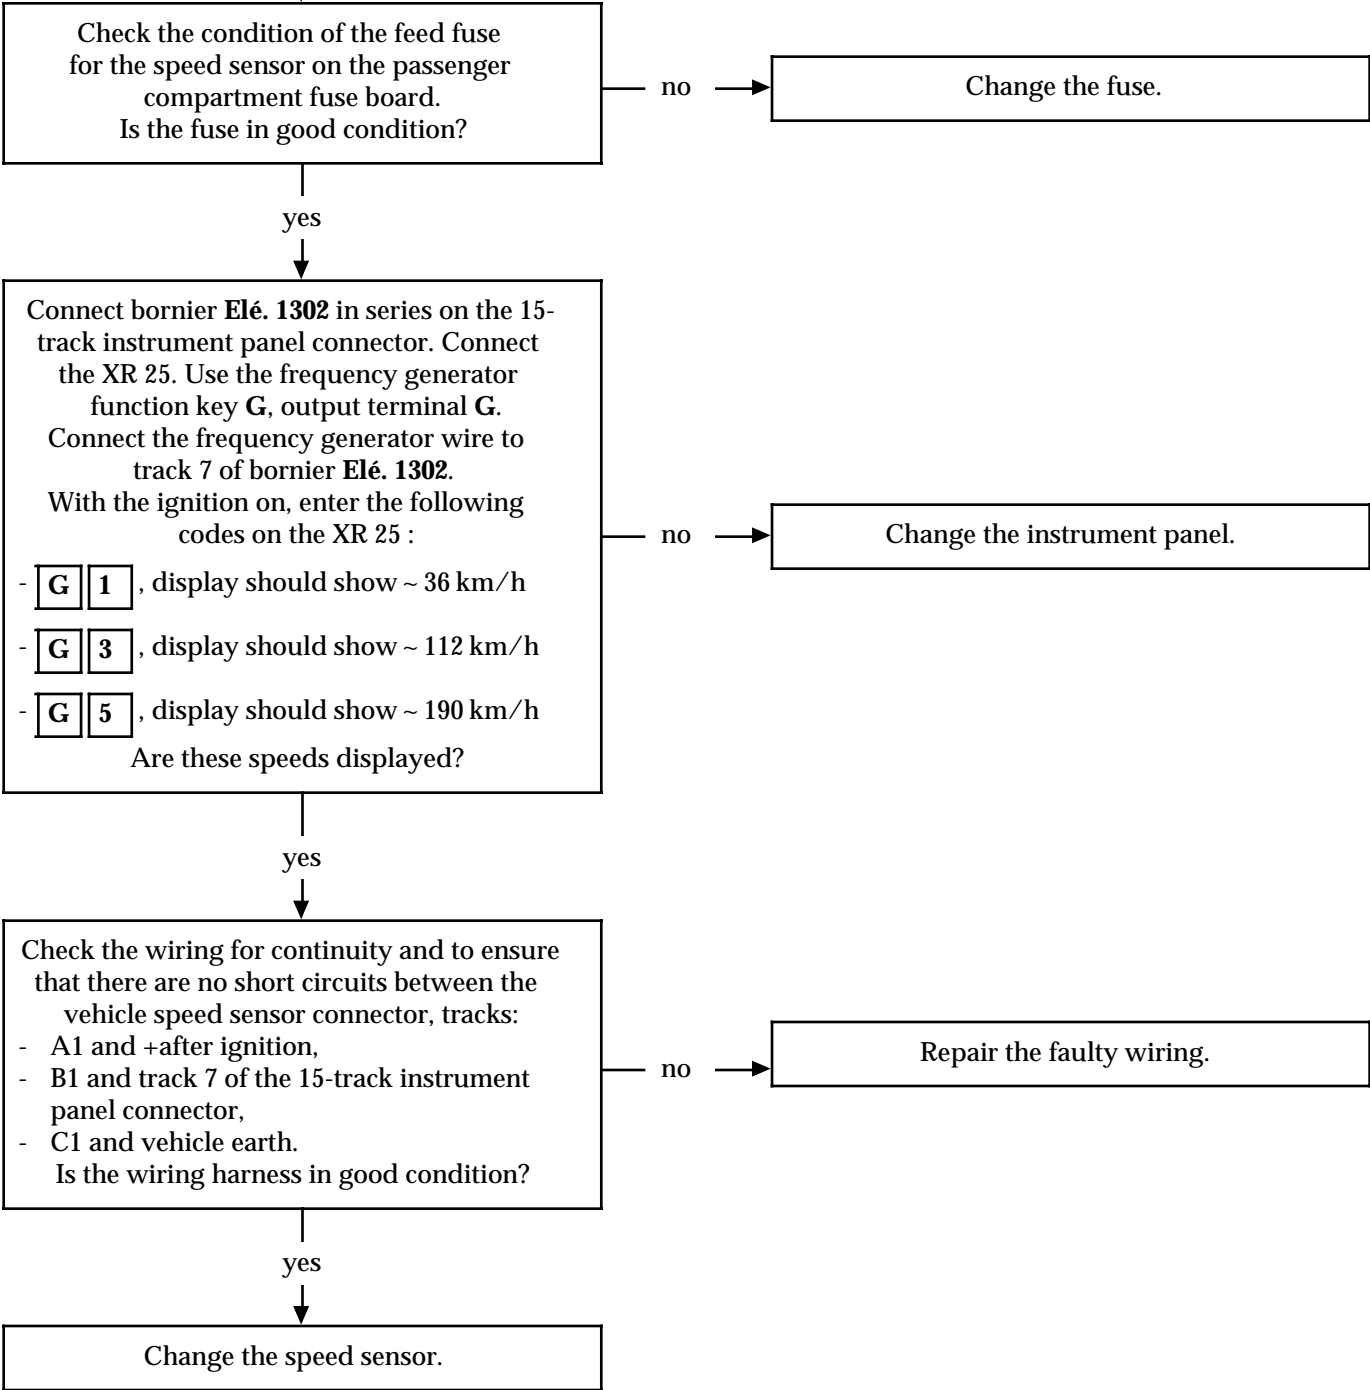 Check the condition of the feed fuse
for the speed sensor on the passenger
compartment fuse board.
Is the fuse in good condition?
no
Change the fuse.
yes
Connect bornier Elé. 1302 in series on the 15-
track instrument panel connector. Connect
the XR 25. Use the frequency generator
function key G, output terminal G.
Connect the frequency generator wire to
track 7 of bornier Elé. 1302.
With the ignition on, enter the following
codes on the XR 25 :
- G 1 , display should show ~ 36 km/h
- G 3 , display should show ~ 112 km/h
- G 5 , display should show ~ 190 km/h
Are these speeds displayed?
no
Change the instrument panel.
yes
Check the wiring for continuity and to ensure
that there are no short circuits between the
vehicle speed sensor connector, tracks:
- A1 and +after ignition,
- B1 and track 7 of the 15-track instrument
panel connector,
- C1 and vehicle earth.
Is the wiring harness in good condition?
no
Repair the faulty wiring.
yes
Change the speed sensor.